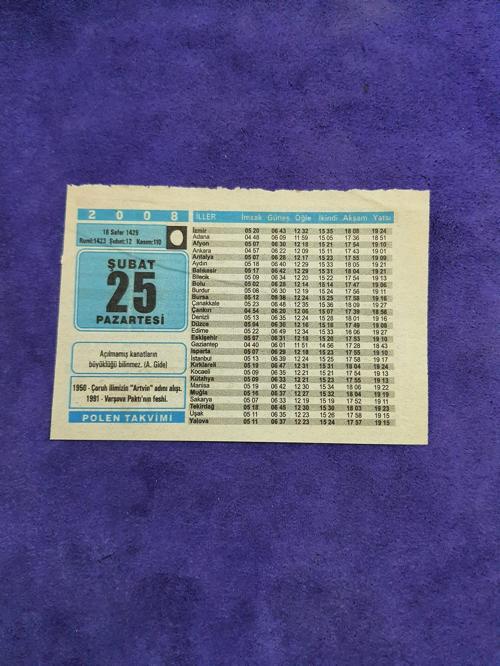 2 0 0 8
18 Safer 1429
Rumi:1423 Şubat:12 Kasım:110
ŞUBAT
25
PAZARTESİ
Açılmamış kanatların
büyüklüğü bilinmez. (A. Gide)
1950 - Çoruh ilimizin "Artvin" adını alışı.
1991 - Varşova Paktı'nın feshi.
POLEN TAKVİMİ
İLLER İmsak Güneş Öğle İkindi Akşam Yatsı
İzmir 05 20 06 43 12 32 15 35 18 08 19 24
Adana 04 48 06 09 11 59 15 05 17 36 18 51
Afyon 05 07 06 30 12 18 15 21 17 54 19 10
Ankara 04 57 06 22 12 09 15 11 17 43 19 01
Antalya 05 07 06 28 12 17 15 23 17 55 19 09
Aydın 05 18 06 40 12 29 15 35 18 06 19 21
Balıkesir 05 17 06 42 12 29 15 31 18 04 19 21
Bilecik 05 09 06 34 12 20 15 22 17 54 19 13
Bolu 05 02 06 28 12 14 15 14 17 47 19 06
Burdur 05 08 06 30 12 19 15 24 17 56 19 11
Bursa 05 12 06 38 12 24 15 25 17 58 19 16
Çanakkale 05 23 06 48 12 35 15 36 18 09 19 27
Çankırı 04 54 06 20 12 06 15 07 17 39 18 58
Denizli 05 13 06 35 12 24 15 28 18 01 19 16
Düzce 05 04 06 30 12 16 15 16 17 49 19 08
Edirne 05 22 06 49 12 34 15 33 18 06 19 27
Eskişehir 05 07 06 31 12 18 15 20 17 53 19 10
Gaziantep 04 40 06 01 11 51 14 56 17 28 18 43
Isparta 05 07 06 29 12 18 15 23 17 55 19 10
İstanbul 05 13 06 39 12 24 15 25 17 58 19 17
Kırklareli 05 19 06 47 12 31 15 31 18 04 19 24
Kocaeli 05 09 06 35 12 21 15 21 17 54 19 13
Kütahya 05 09 06 33 12 21 15 23 17 55 19 13
Manisa 05 19 06 42 12 30 15 34 18 06 19 22
Muğla 05 16 06 37 12 27 15 32 18 04 19 19
Sakarya 05 07 06 33 12 19 15 19 17 52 19 11
Tekirdağ 05 18 06 45 12 30 15 30 18 03 19 23
Uşak 05 11 06 35 12 23 15 26 17 58 19 15
Yalova 05 11 06 37 12 23 15 24 17 57 19 15